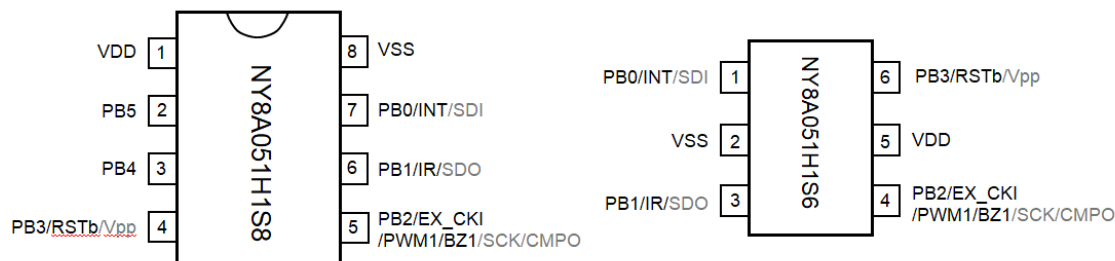 VDD 1 8 VSS
PB5 2 7 PB0/INT/SDI
PB4 3 6 PB1/IR/SDO
PB3/RSTb/Vpp 4 5 PB2/EX_CKI
/PWM1/BZ1/SCK/CMPO
NY8A051H1S8
PB0/INT/SDI 1 6 PB3/RSTb/Vpp
VSS 2 5 VDD
PB1/IR/SDO 3 4 PB2/EX_CKI
/PWM1/BZ1/SCK/CMPO
NY8A051H1S6